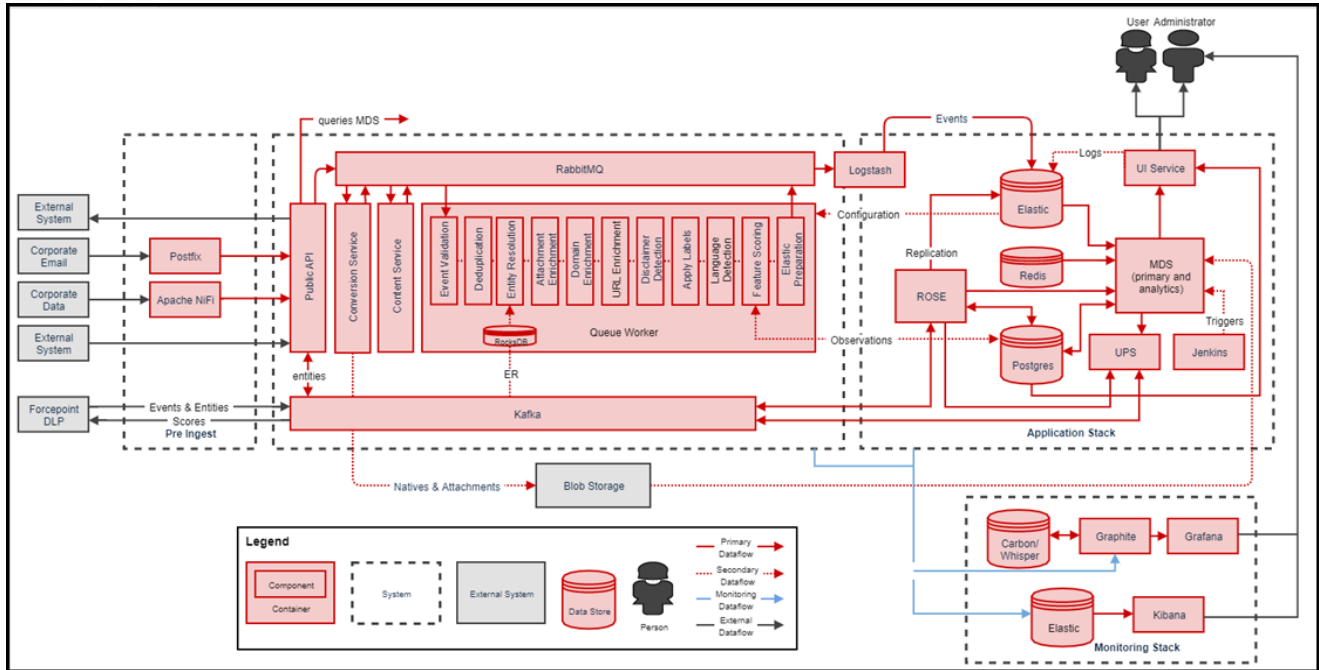 User Administrator
queries MDS
Events
RabbitMQ
Logstash
Logs
UI Service
External
System
Corporate
Email
Postfix
Corporate
Data
Apache NiFi
External
System
Public API
Conversion Service
Content Service
Event Validation
Deduplication
Entity Resolution
Attachment
Enrichment
Domain
Enrichment
URL Enrichment
Disclaimer
Detection
Apply Labels
Language
Detection
Feature Scoring
Elastic
Preparation
Queue Worker
RocksDB
ER
entities
Configuration
Elastic
Replication
Redis
MDS
(primary and
analytics)
ROSE
Triggers
Observations
Postgres
UPS
Jenkins
Forcepoint
DLP
Events & Entities
Scores
Pre Ingest
Kafka
Application Stack
Natives & Attachments
Blob Storage
Legend
Component
Container
System
External System
Data Store
Person
Primary
Dataflow
Secondary
Dataflow
Monitoring
Dataflow
External
Dataflow
Carbon/
Whisper
Graphite
Grafana
Elastic
Kibana
Monitoring Stack